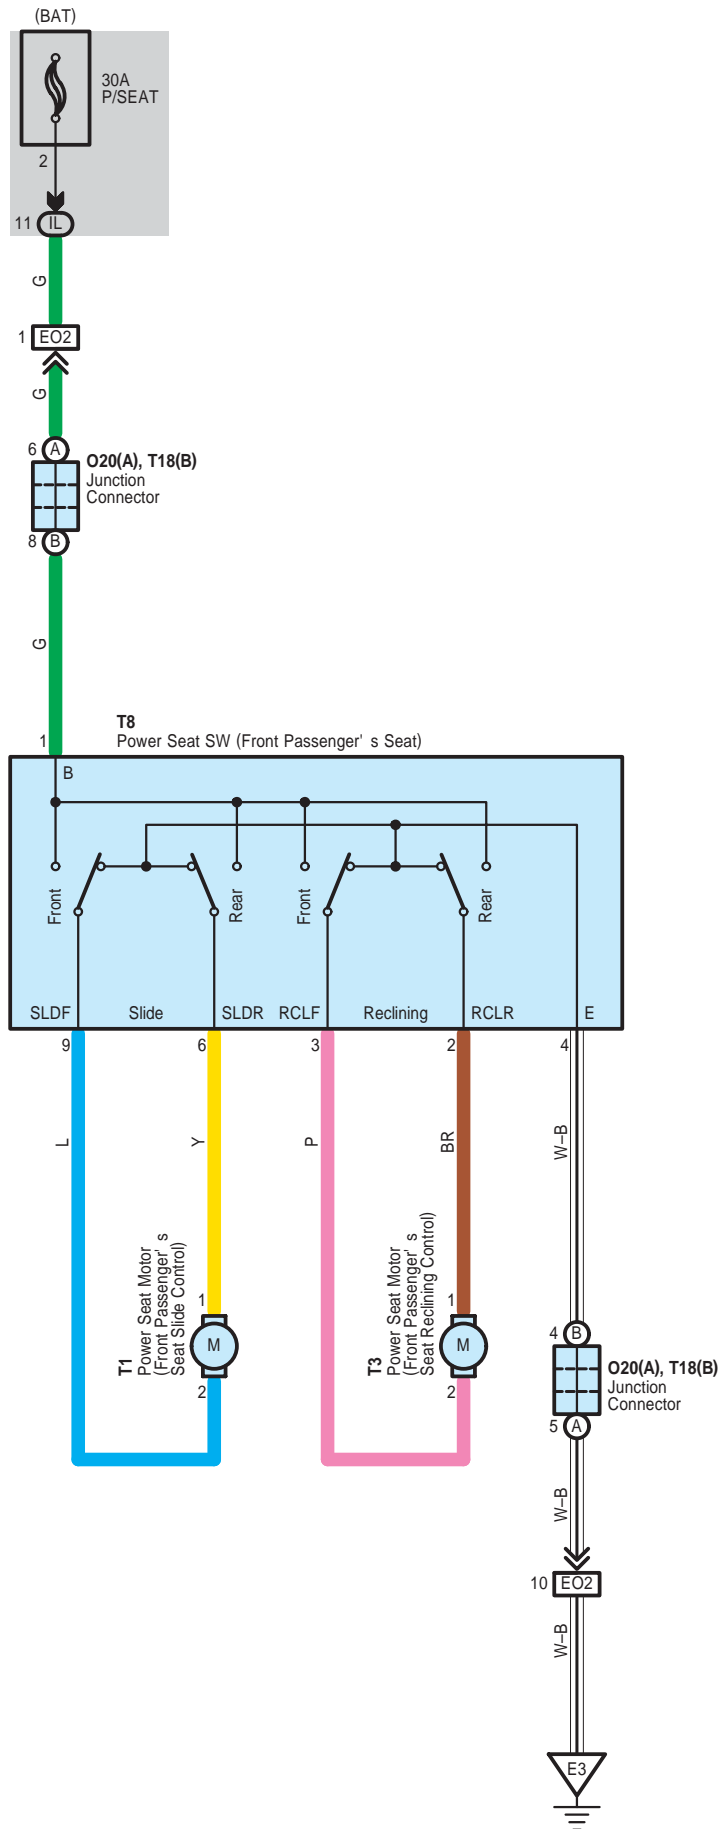 (BAT)
30A
P/SEAT
2
11 IL
G
1 EO2
G
6 A
O20(A), T18(B)
Junction
Connector
8 B
G
T8
1 Power Seat SW (Front Passenger' s Seat)
B
Front
Rear
Front
Rear
SLDF Slide SLDR RCLF Reclining RCLR E
9 6 3 2 4
L Y P BR W–B
T1
Power Seat Motor
(Front Passenger' s
Seat Slide Control)
1
M
2
T3
Power Seat Motor
(Front Passenger' s
Seat Reclining Control)
1
M
2
4 B
O20(A), T18(B)
Junction
Connector
5 A
W–B
10 EO2
W–B
E3